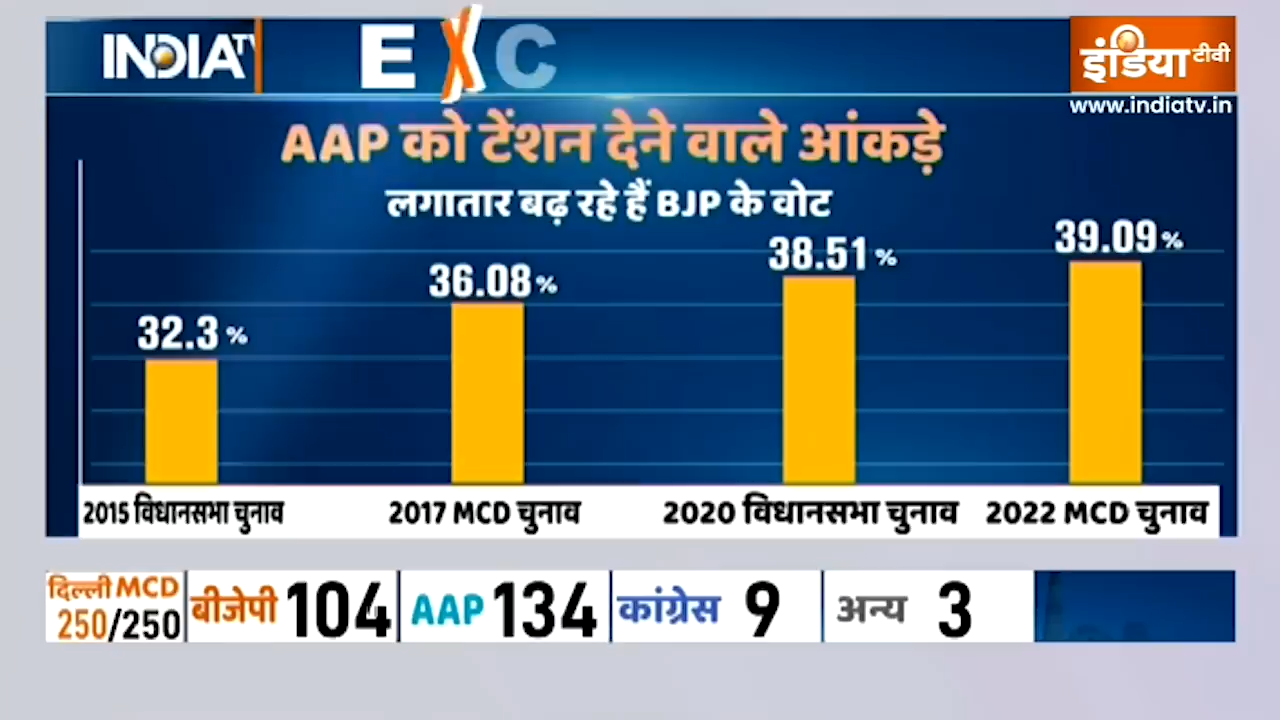 INDIA TV
EXC
इंडिया टीवी
www.indiatv.in
AAP को टेंशन देने वाले आंकड़े
लगातार बढ़ रहे हैं BJP के वोट
32.3 %
36.08 %
38.51 %
39.09 %
2015 विधानसभा चुनाव
2017 MCD चुनाव
2020 विधानसभा चुनाव
2022 MCD चुनाव
दिल्ली MCD
250/250
बीजेपी 104
AAP 134
कांग्रेस 9
अन्य 3